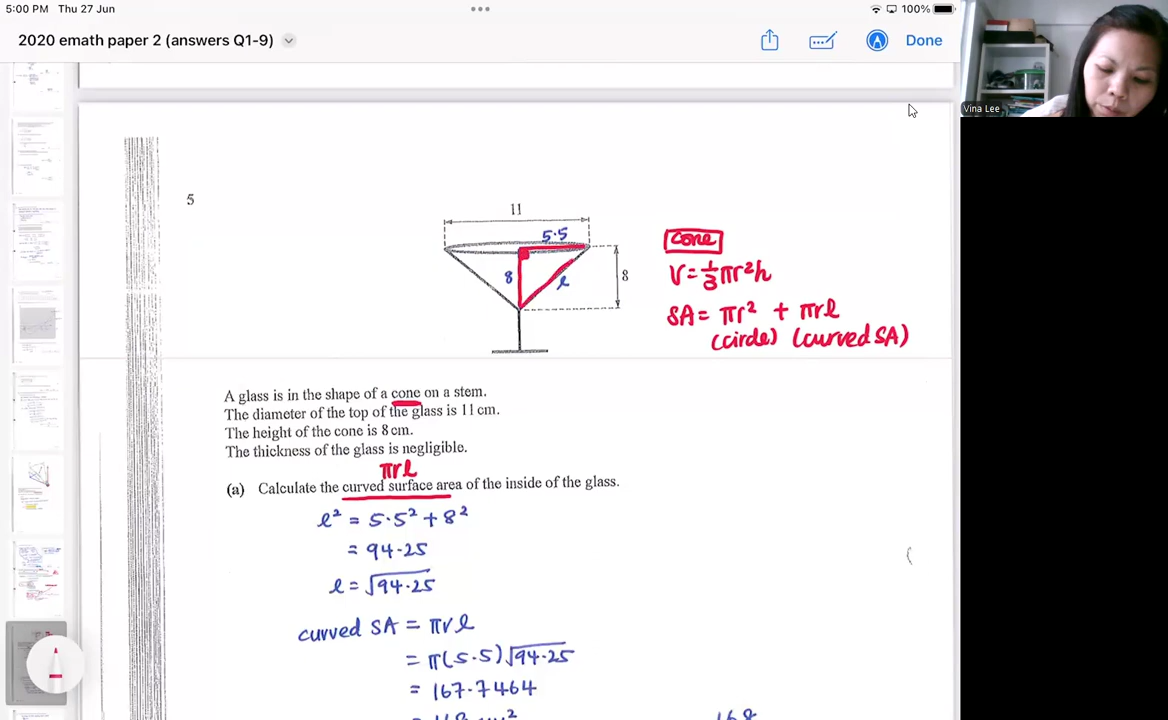 5:00 PM Thu 27 Jun
100%
2020 emath paper 2 (answers Q1-9)
Done
Vina Lee
5
11
5.5
8
l
8
cone
V = 1/3 πr²h
SA = πr² + πrl
(circle) (curved SA)
A glass is in the shape of a cone on a stem.
The diameter of the top of the glass is 11 cm.
The height of the cone is 8 cm.
The thickness of the glass is negligible.
πrl
(a) Calculate the curved surface area of the inside of the glass.
l² = 5.5² + 8²
= 94.25
l = √94.25
curved SA = πrl
= π(5.5)√94.25
= 167.7464
= 168 cm²
168